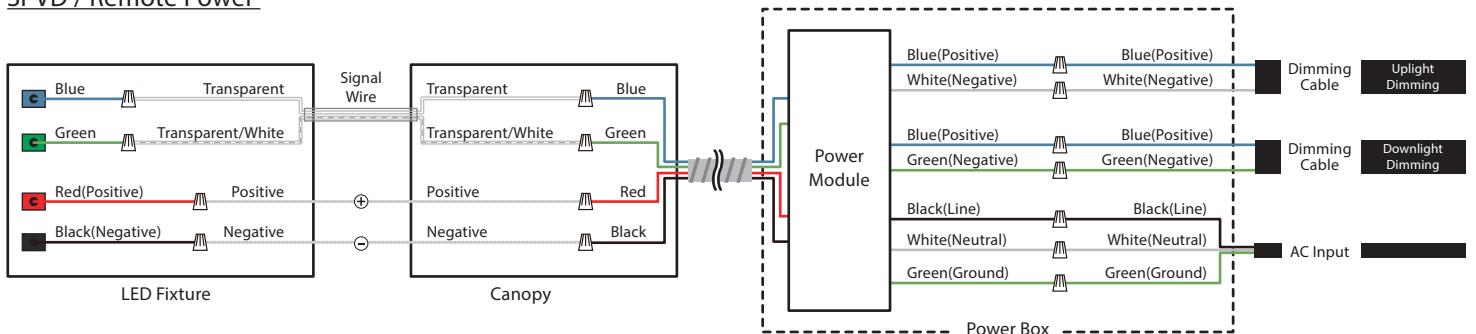 SPVD / Remote Power
Blue
Transparent
Green
Transparent/White
Red(Positive)
Positive
Black(Negative)
Negative
LED Fixture
Signal
Wire
+
−
Transparent
Blue
Transparent/White
Green
Positive
Red
Negative
Black
Canopy
Power
Module
Blue(Positive)
Blue(Positive)
White(Negative)
White(Negative)
Blue(Positive)
Blue(Positive)
Green(Negative)
Green(Negative)
Black(Line)
Black(Line)
White(Neutral)
White(Neutral)
Green(Ground)
Green(Ground)
Power Box
Dimming
Cable
Uplight
Dimming
Dimming
Cable
Downlight
Dimming
AC Input